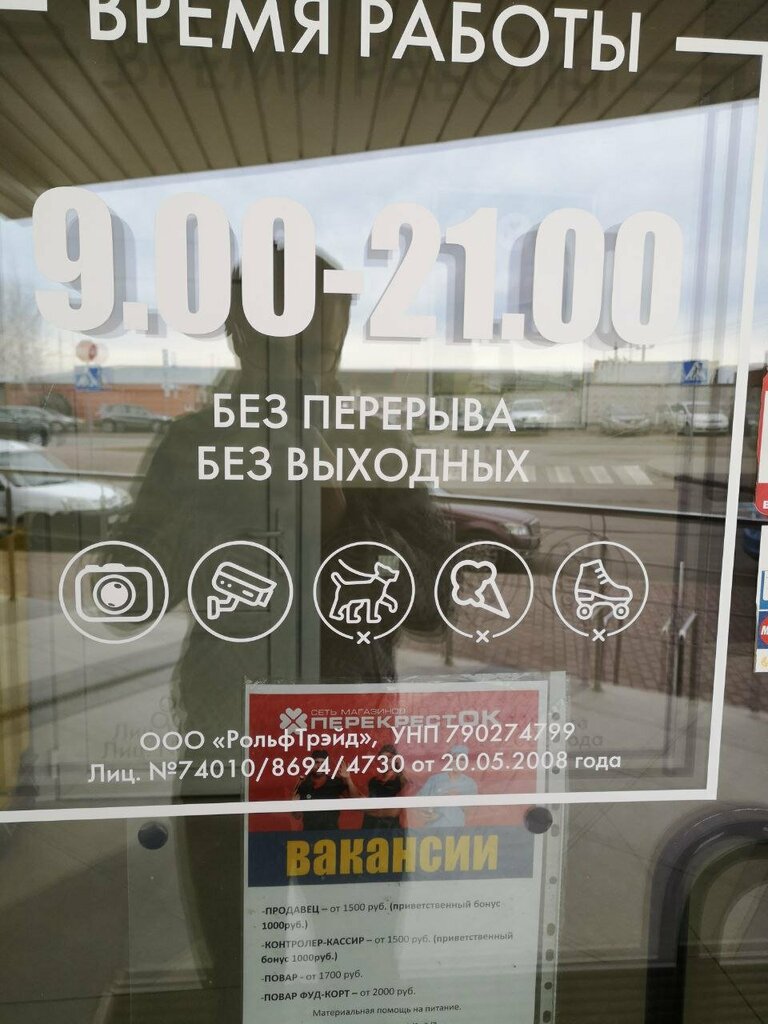 ВРЕМЯ РАБОТЫ
9.00-21.00
БЕЗ ПЕРЕРЫВА
БЕЗ ВЫХОДНЫХ
СЕТЬ МАГАЗИНОВ
ПЕРЕКРЕСТОК
ООО «РольфТрэйд», УНП 790274799
Лиц. №74010/8694/4730 от 20.05.2008 года
вакансии
-ПРОДАВЕЦ – от 1500 руб. (приветственный бонус
1000руб.)
-КОНТРОЛЕР-КАССИР – от 1500 руб. (приветственный
бонус 1000руб.)
-ПОВАР - от 1700 руб.
-ПОВАР ФУД-КОРТ – от 2000 руб.
Материальная помощь на питание.